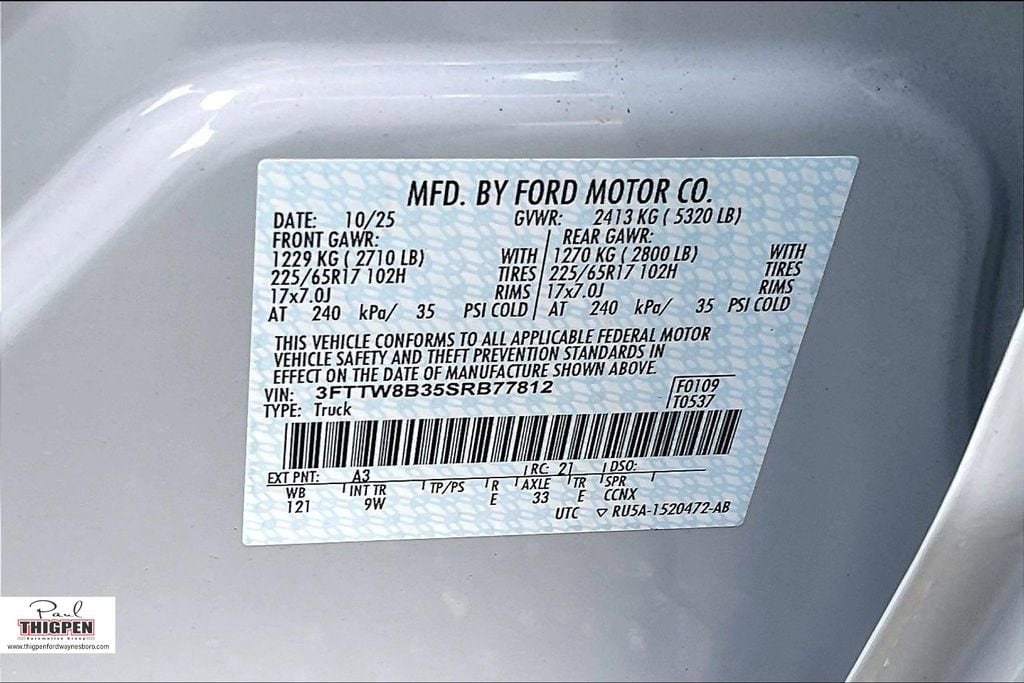 MFD. BY FORD MOTOR CO.
DATE: 10/25 GVWR: 2413 KG ( 5320 LB)
FRONT GAWR: REAR GAWR:
1229 KG ( 2710 LB) WITH 1270 KG ( 2800 LB) WITH
225/65R17 102H TIRES 225/65R17 102H TIRES
17x7.0J RIMS 17x7.0J RIMS
AT 240 kPa/ 35 PSI COLD AT 240 kPa/ 35 PSI COLD
THIS VEHICLE CONFORMS TO ALL APPLICABLE FEDERAL MOTOR
VEHICLE SAFETY AND THEFT PREVENTION STANDARDS IN
EFFECT ON THE DATE OF MANUFACTURE SHOWN ABOVE.
VIN: 3FTTW8B35SRB77812 F0109
TYPE: Truck T0537
EXT PNT: A3 RC: 21 DSO:
WB INT TR TP/PS R AXLE TR SPR
121 9W E 33 E CCNX
UTC ▽ RU5A-1520472-AB
Paul
THIGPEN
Automotive Group
www.thigpenfordwaynesboro.com